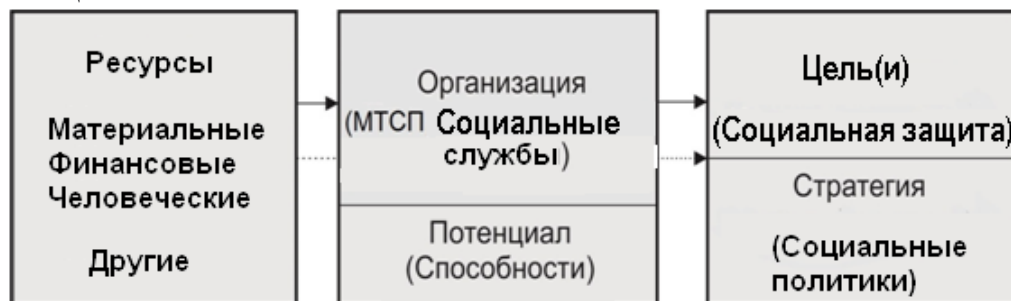 Ресурсы
Материальные
Финансовые
Человеческие
Другие
Организация
(МТСП Социальные
службы)
Потенциал
(Способности)
Цель(и)
(Социальная защита)
Стратегия
(Социальные
политики)